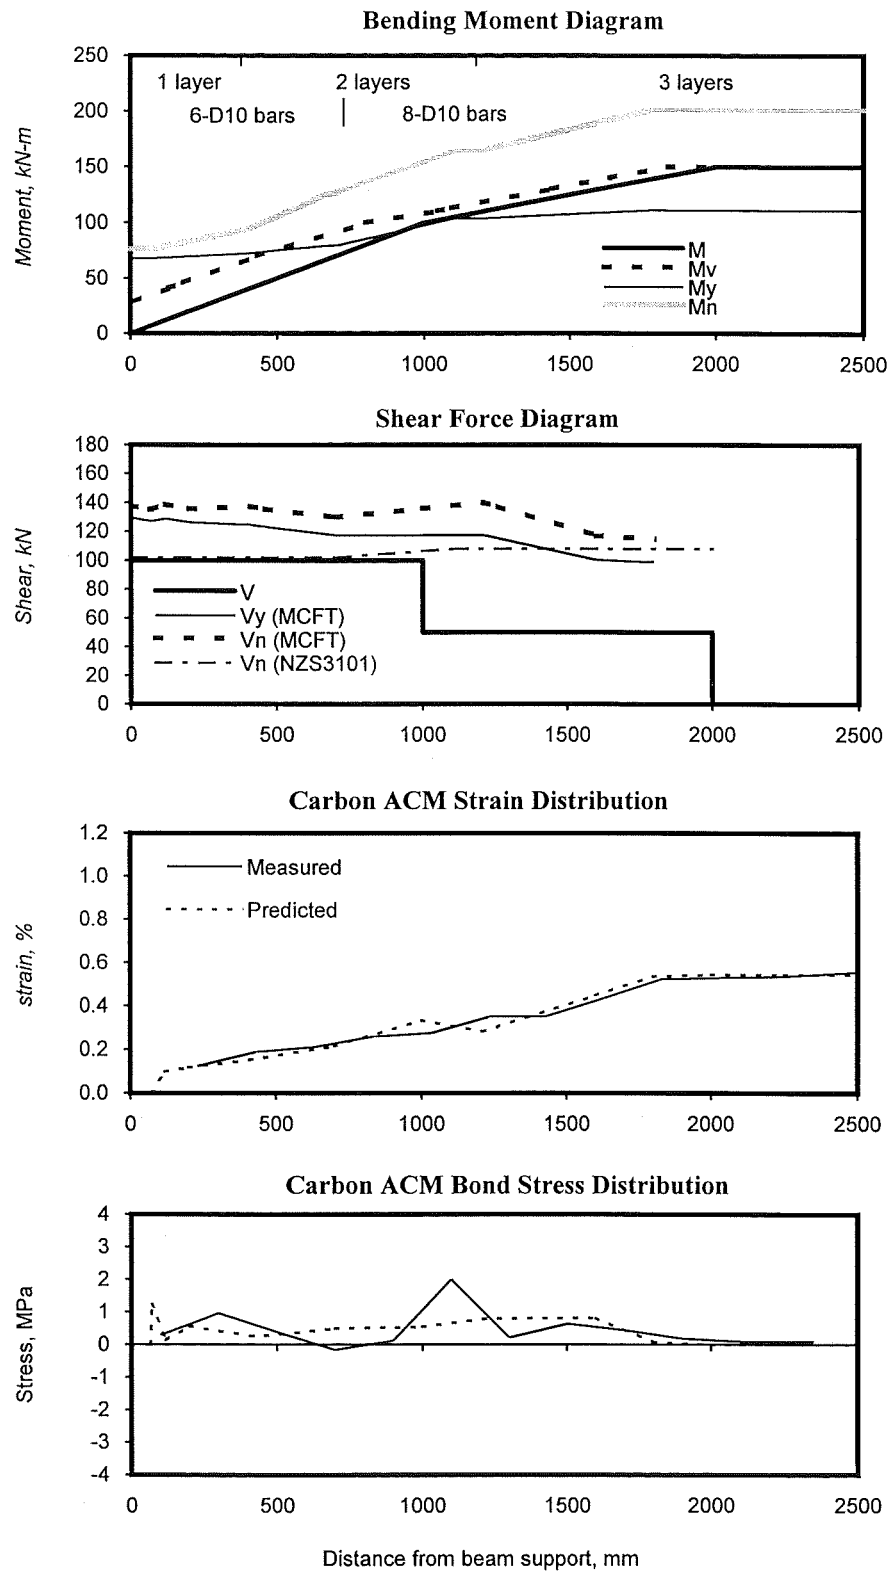 Bending Moment Diagram
250
1 layer 2 layers 3 layers
6-D10 bars 8-D10 bars
200
150
100
50
0
Moment, kN-m
M
Mv
My
Mn
0 500 1000 1500 2000 2500
Shear Force Diagram
180
160
140
120
100
80
60
40
20
0
Shear, kN
V
Vy (MCFT)
Vn (MCFT)
Vn (NZS3101)
0 500 1000 1500 2000 2500
Carbon ACM Strain Distribution
1.2
1.0
0.8
0.6
0.4
0.2
0.0
strain, %
Measured
Predicted
0 500 1000 1500 2000 2500
Carbon ACM Bond Stress Distribution
4
3
2
1
0
-1
-2
-3
-4
Stress, MPa
0 500 1000 1500 2000 2500
Distance from beam support, mm